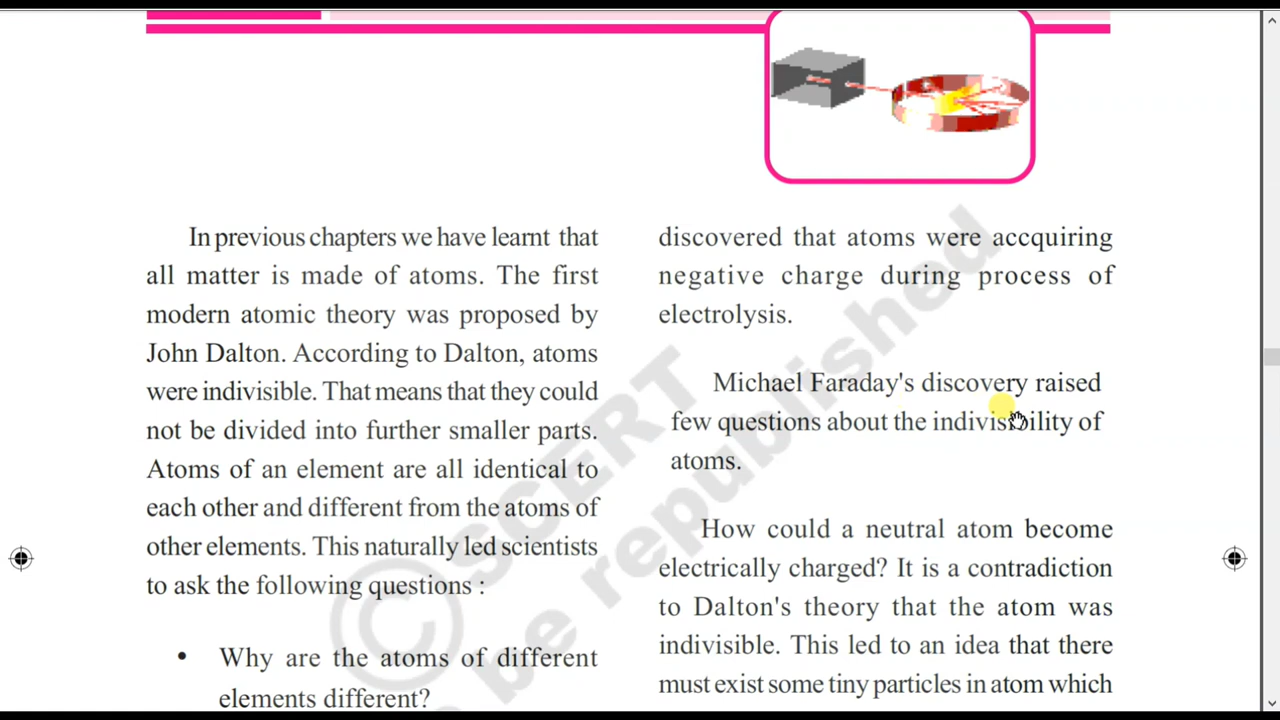 In previous chapters we have learnt that
all matter is made of atoms. The first
modern atomic theory was proposed by
John Dalton. According to Dalton, atoms
were indivisible. That means that they could
not be divided into further smaller parts.
Atoms of an element are all identical to
each other and different from the atoms of
other elements. This naturally led scientists
to ask the following questions :
• Why are the atoms of different
elements different?
discovered that atoms were accquiring
negative charge during process of
electrolysis.
Michael Faraday's discovery raised
few questions about the indivisibility of
atoms.
How could a neutral atom become
electrically charged? It is a contradiction
to Dalton's theory that the atom was
indivisible. This led to an idea that there
must exist some tiny particles in atom which
© SCERT
be republished